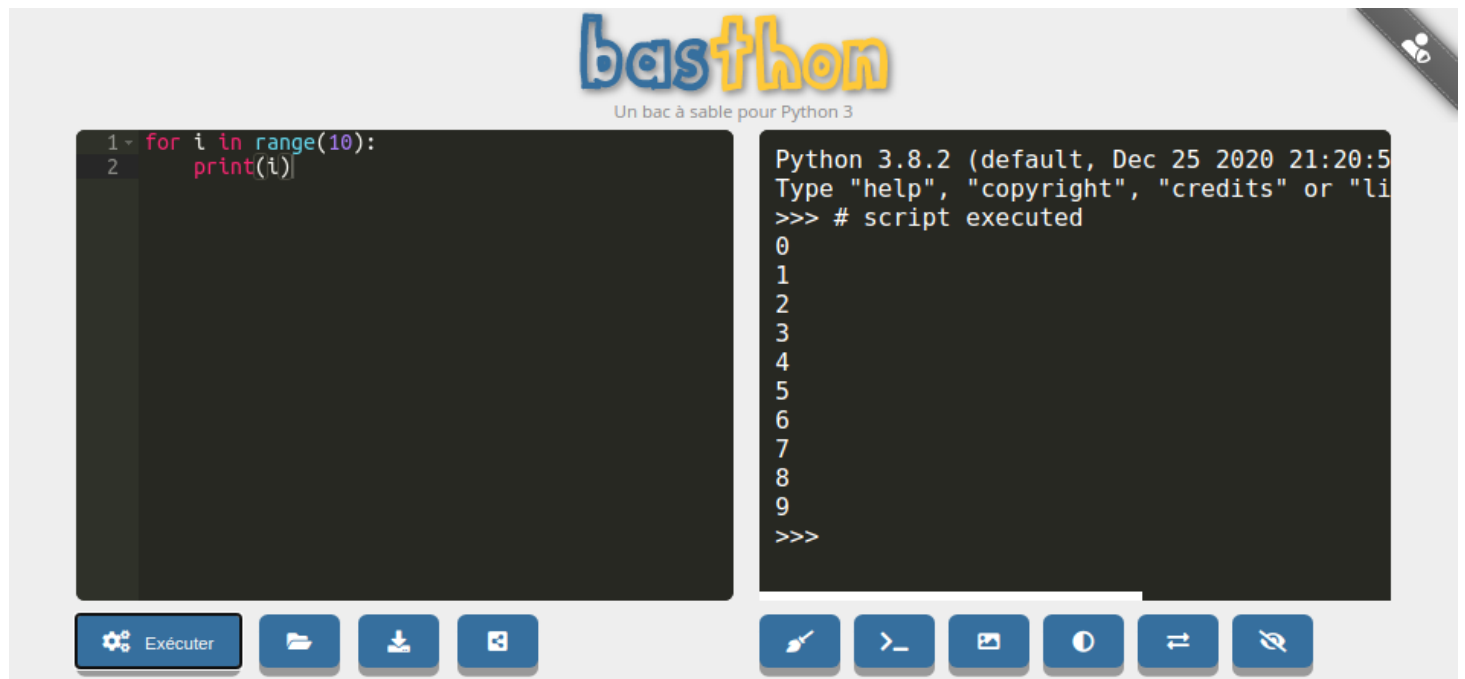 basthon
Un bac à sable pour Python 3
1 for i in range(10):
2     print(i)
Exécuter
Python 3.8.2 (default, Dec 25 2020 21:20:5
Type "help", "copyright", "credits" or "li
>>> # script executed
0
1
2
3
4
5
6
7
8
9
>>>